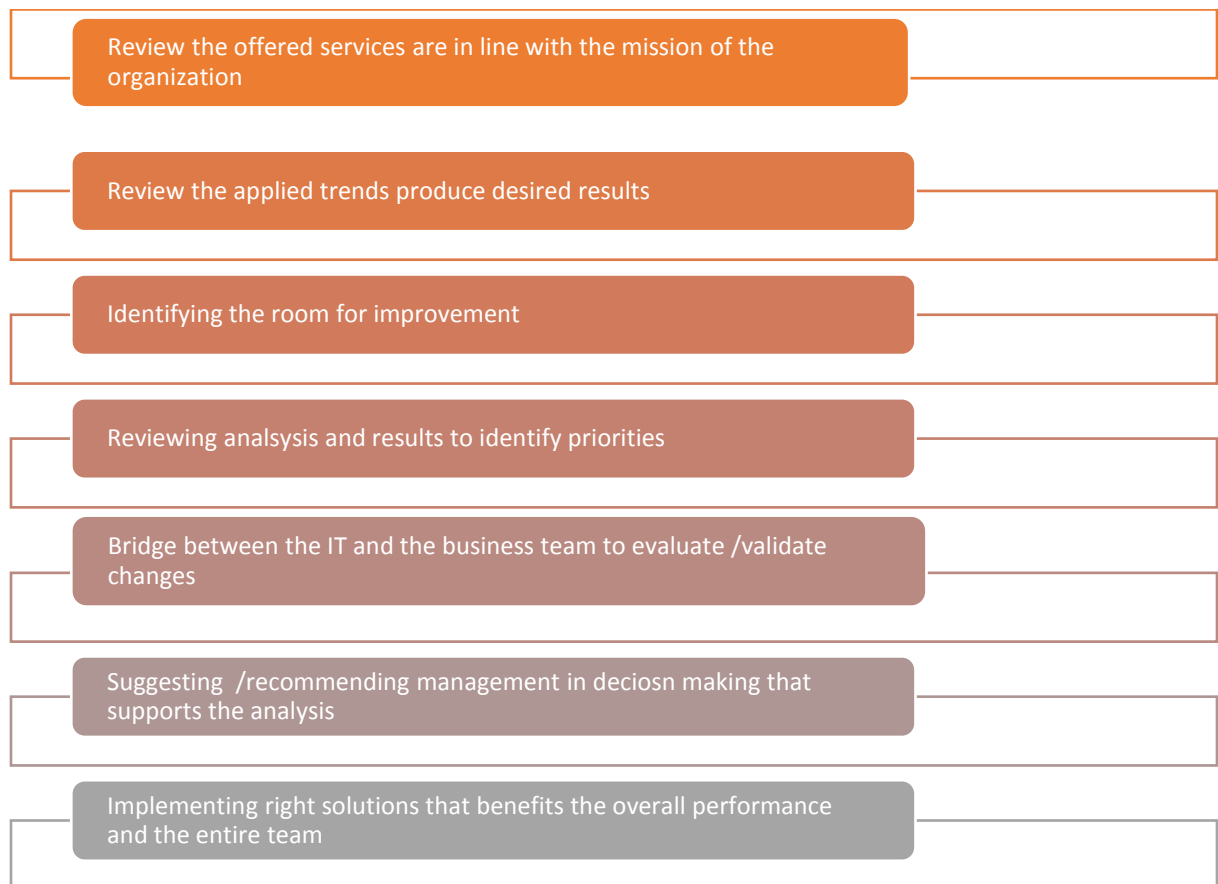 Review the offered services are in line with the mission of the
organization
Review the applied trends produce desired results
Identifying the room for improvement
Reviewing analsysis and results to identify priorities
Bridge between the IT and the business team to evaluate /validate
changes
Suggesting  /recommending management in deciosn making that
supports the analysis
Implementing right solutions that benefits the overall performance
and the entire team